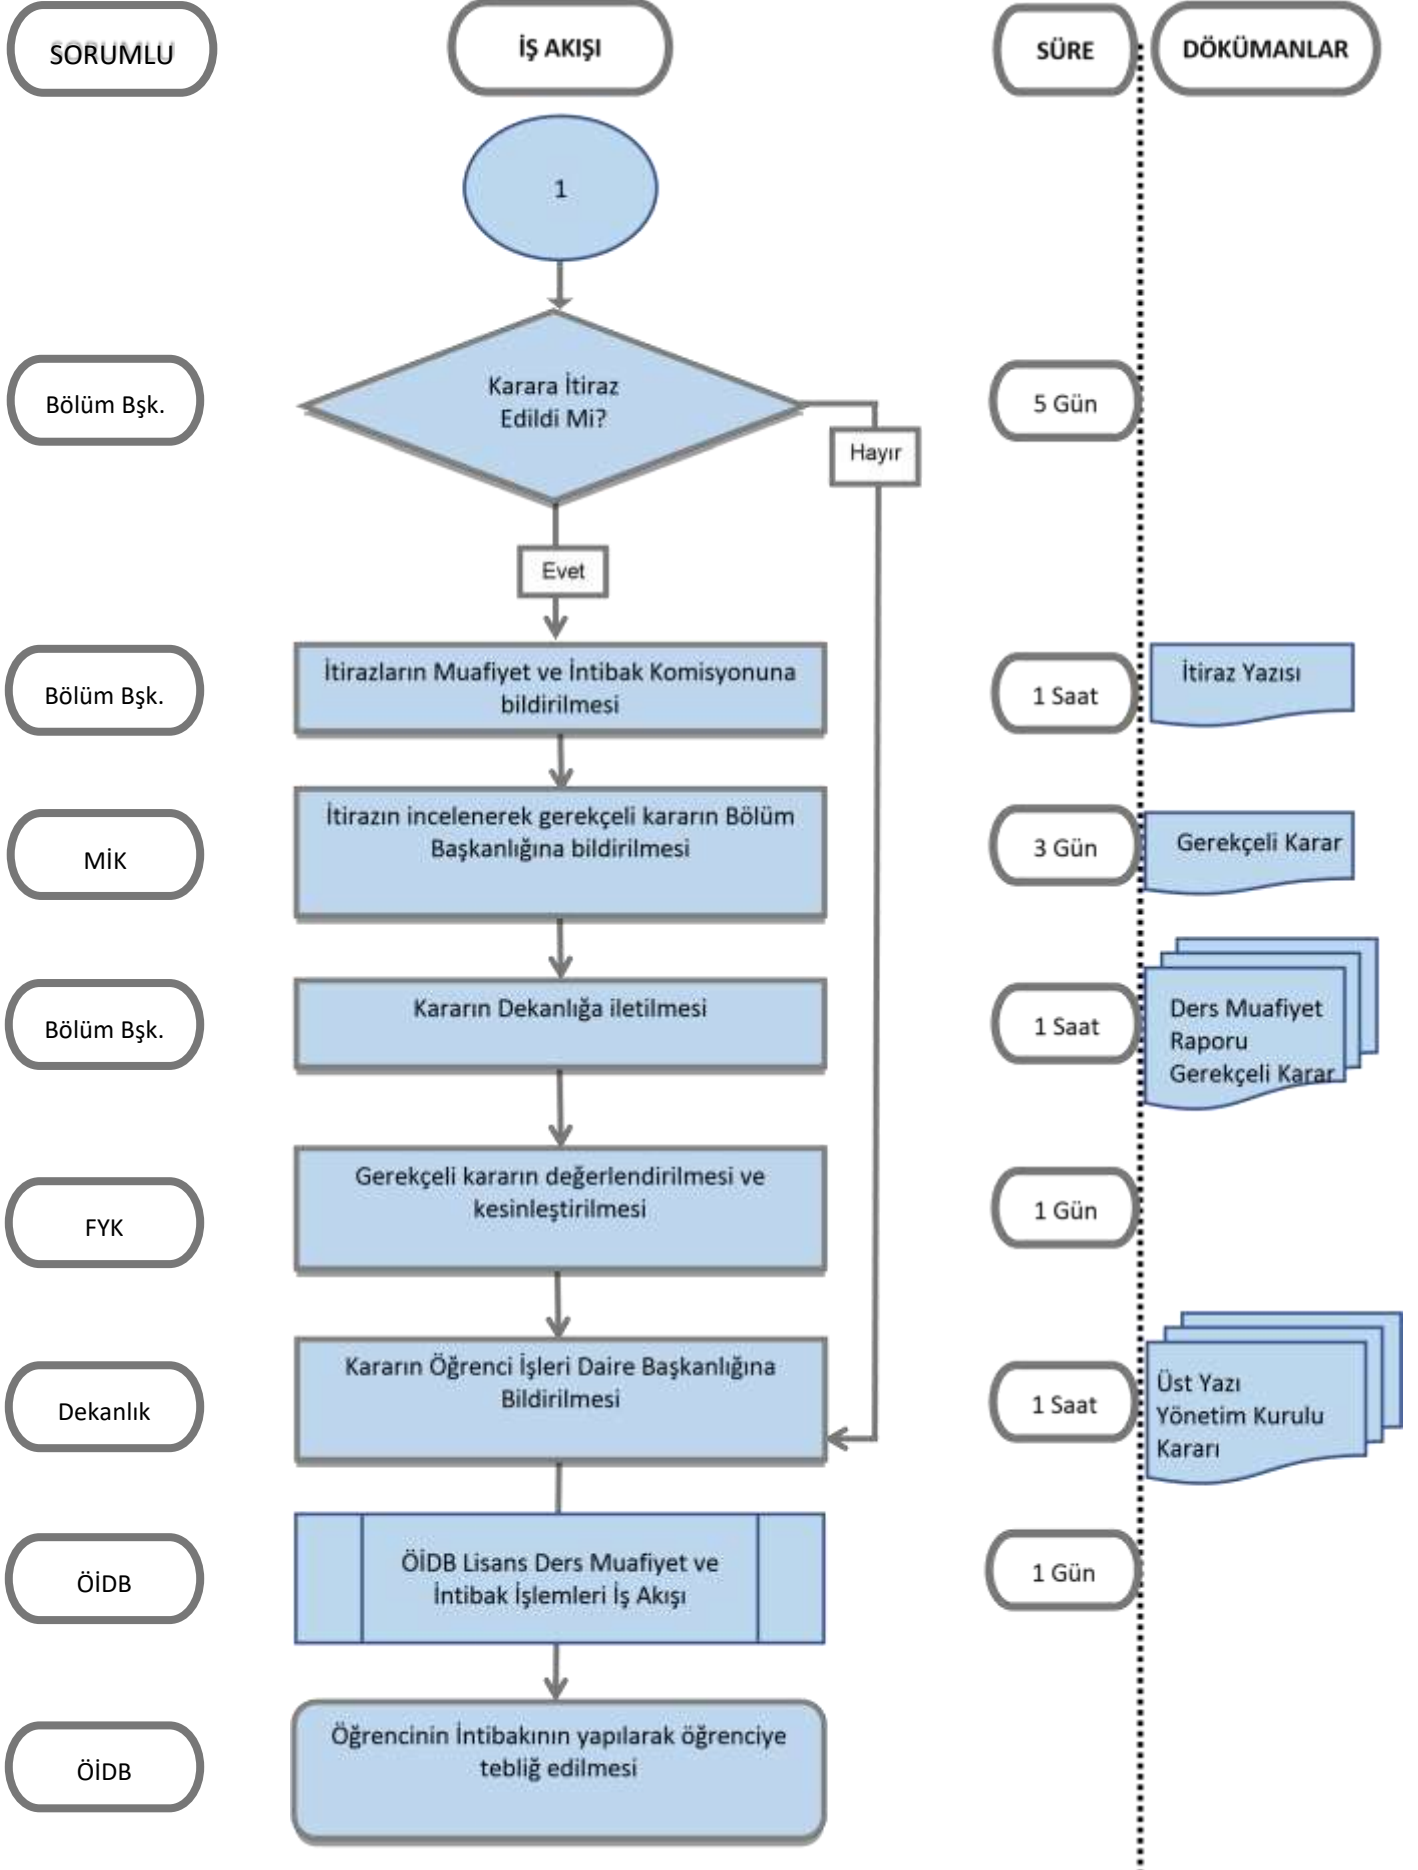 SORUMLU
İŞ AKIŞI
SÜRE
DÖKÜMANLAR
1
Bölüm Bşk.
Karara İtiraz
Edildi Mi?
5 Gün
Hayır
Evet
Bölüm Bşk.
İtirazların Muafiyet ve İntibak Komisyonuna
bildirilmesi
1 Saat
İtiraz Yazısı
MİK
İtirazın incelenerek gerekçeli kararın Bölüm
Başkanlığına bildirilmesi
3 Gün
Gerekçeli Karar
Bölüm Bşk.
Kararın Dekanlığa iletilmesi
1 Saat
Ders Muafiyet
Raporu
Gerekçeli Karar
FYK
Gerekçeli kararın değerlendirilmesi ve
kesinleştirilmesi
1 Gün
Dekanlık
Kararın Öğrenci İşleri Daire Başkanlığına
Bildirilmesi
1 Saat
Üst Yazı
Yönetim Kurulu
Kararı
ÖİDB
ÖİDB Lisans Ders Muafiyet ve
İntibak İşlemleri İş Akışı
1 Gün
ÖİDB
Öğrencinin İntibakının yapılarak öğrenciye
tebliğ edilmesi